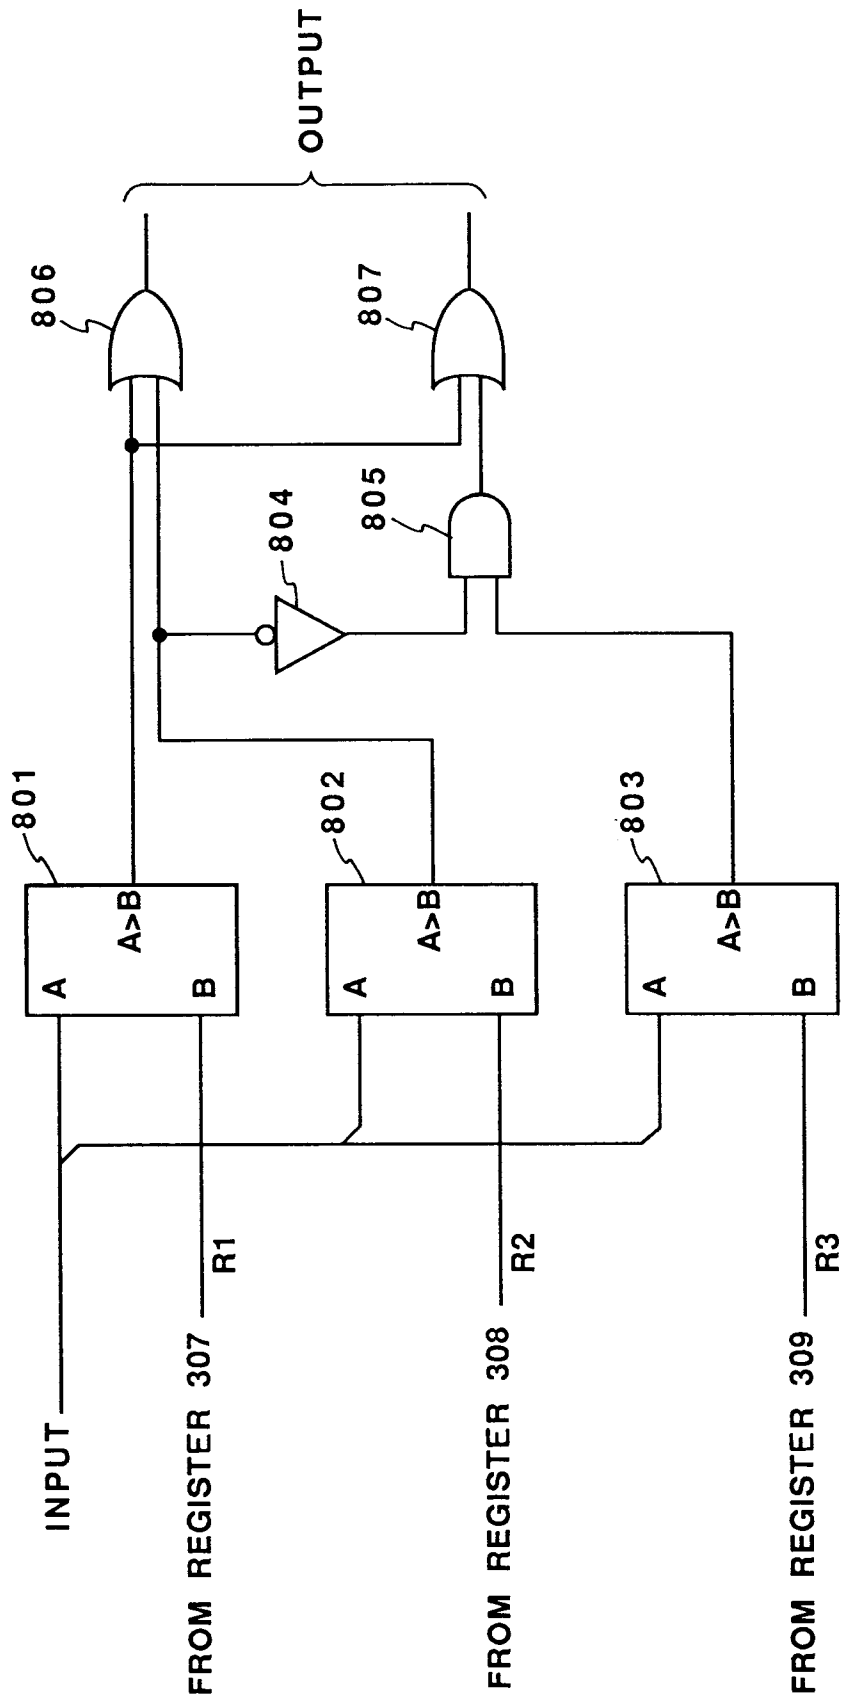 INPUT
FROM REGISTER 307
R1
FROM REGISTER 308
R2
FROM REGISTER 309
R3
801
A
B
A>B
802
A
B
A>B
803
A
B
A>B
804
805
806
807
OUTPUT